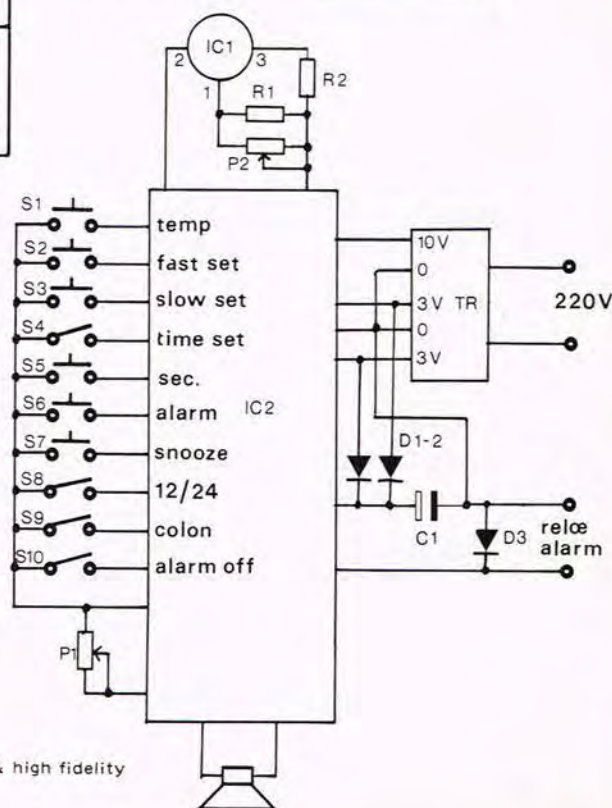 IC1
2
3
1
R1
R2
P2
S1
temp
S2
fast set
S3
slow set
S4
time set
S5
sec.
S6
alarm
S7
snooze
S8
12/24
S9
colon
S10
alarm off
IC2
P1
10V
0
3V
TR
0
3V
220V
D1-2
C1
D3
relæ
alarm
high fidelity